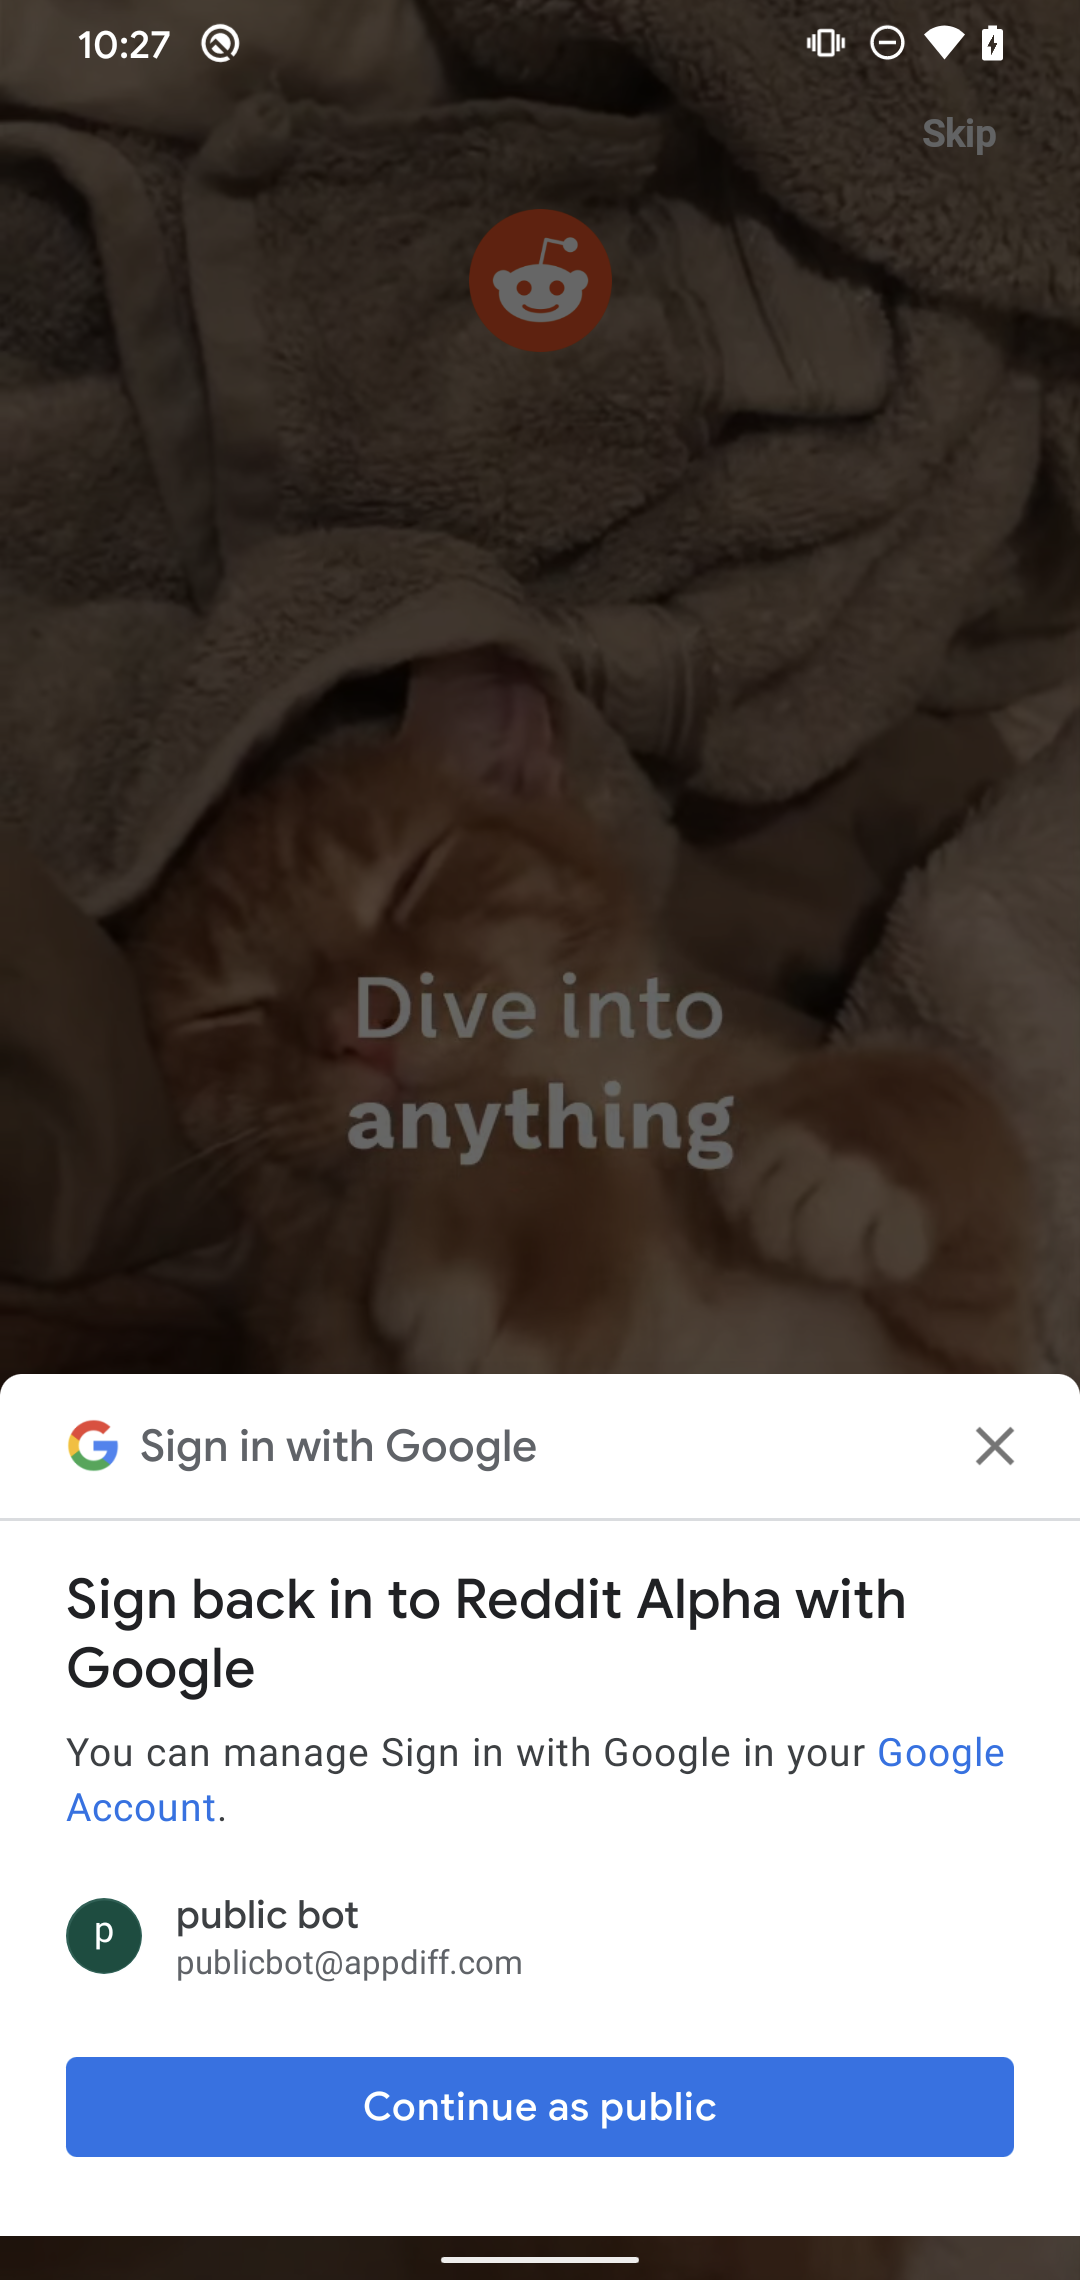 10:27
Skip
Dive into
anything
Sign in with Google
Sign back in to Reddit Alpha with
Google
You can manage Sign in with Google in your Google
Account.
p
public bot
publicbot@appdiff.com
Continue as public